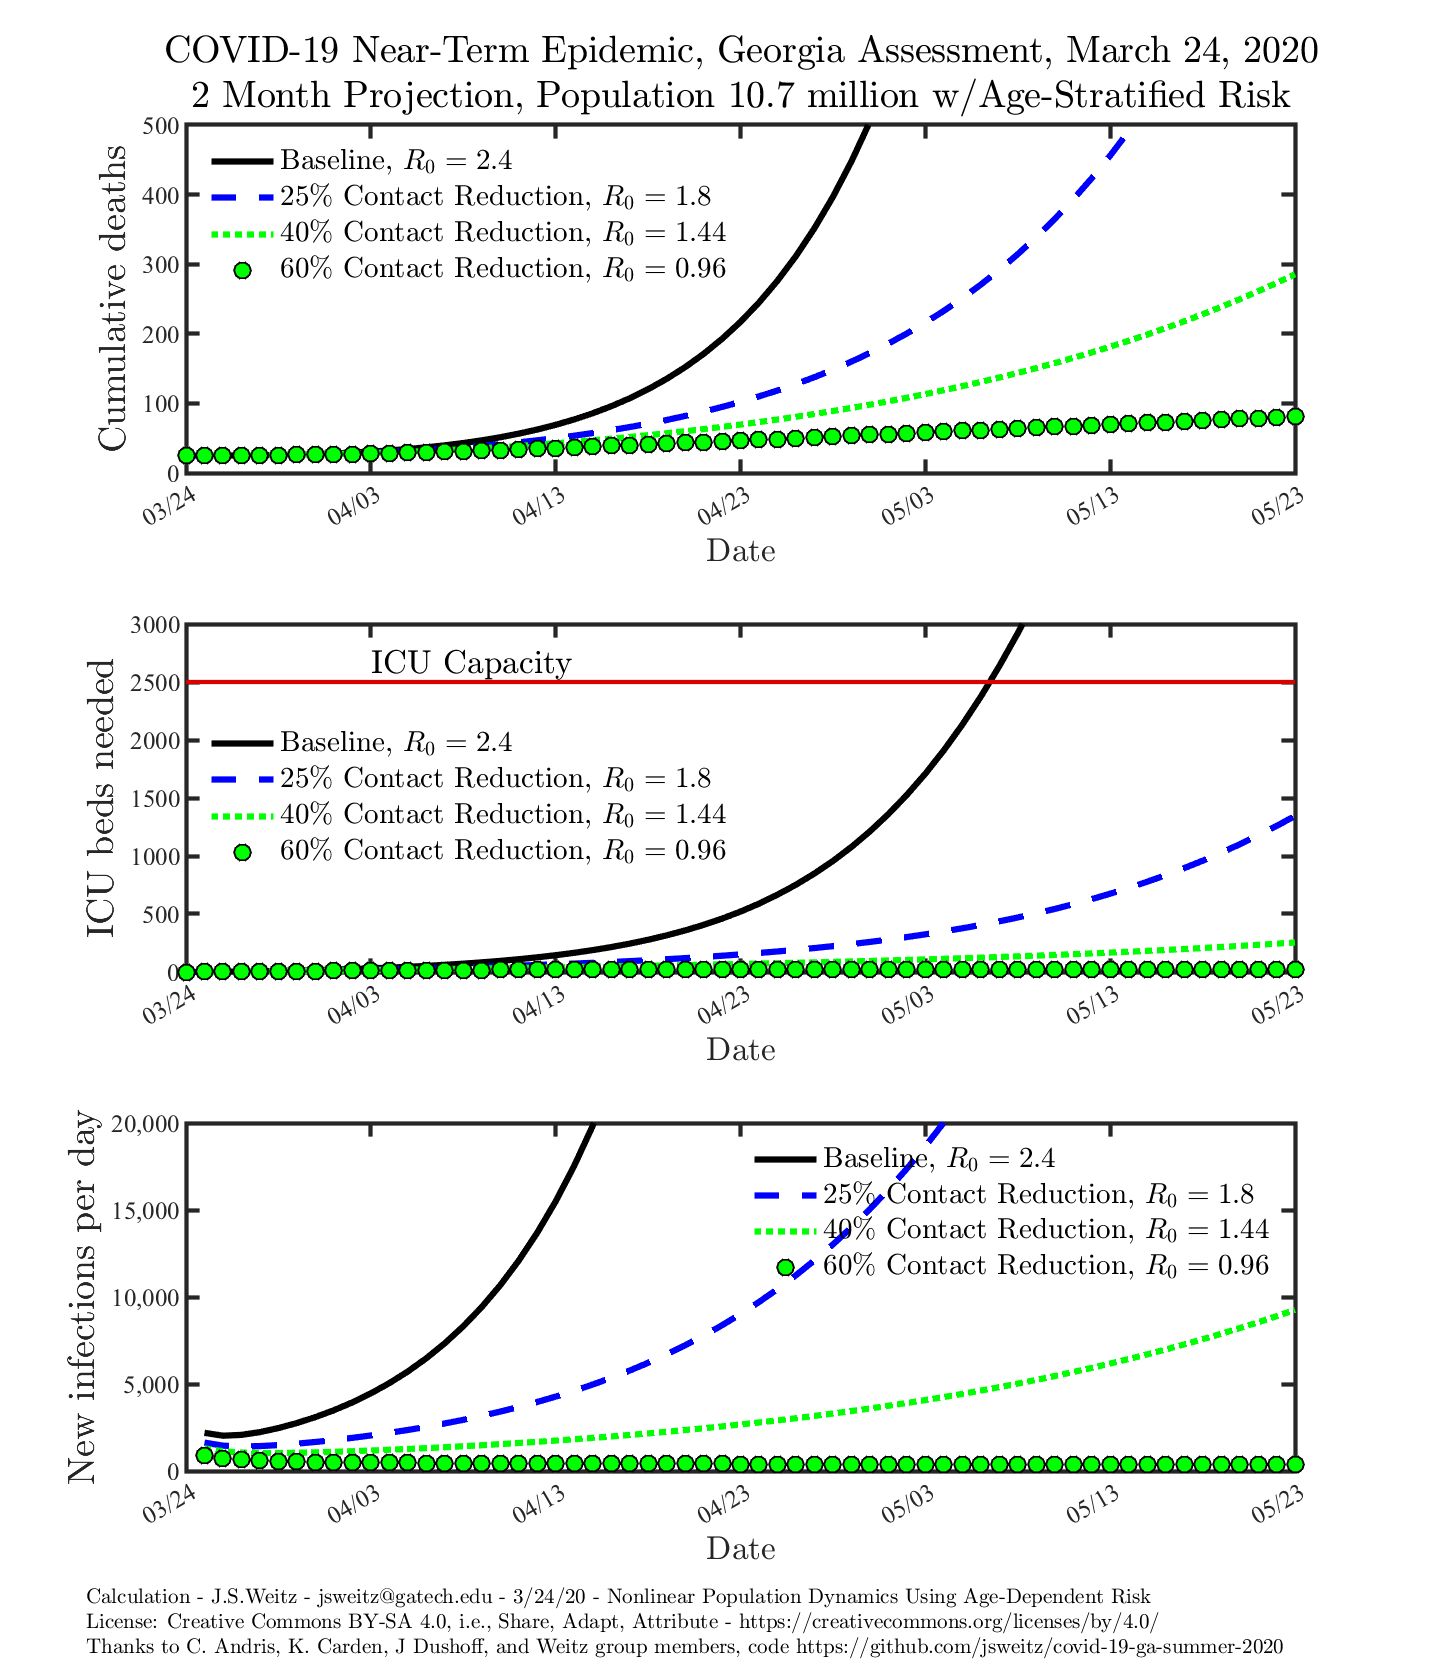 COVID-19 Near-Term Epidemic, Georgia Assessment, March 24, 2020
2 Month Projection, Population 10.7 million w/Age-Stratified Risk
Cumulative deaths
500
400
300
200
100
0
Baseline, R0 = 2.4
25% Contact Reduction, R0 = 1.8
40% Contact Reduction, R0 = 1.44
60% Contact Reduction, R0 = 0.96
03/24 04/03 04/13 04/23 05/03 05/13 05/23
Date
ICU beds needed
3000
2500
2000
1500
1000
500
0
ICU Capacity
Baseline, R0 = 2.4
25% Contact Reduction, R0 = 1.8
40% Contact Reduction, R0 = 1.44
60% Contact Reduction, R0 = 0.96
03/24 04/03 04/13 04/23 05/03 05/13 05/23
Date
New infections per day
20,000
15,000
10,000
5,000
0
Baseline, R0 = 2.4
25% Contact Reduction, R0 = 1.8
40% Contact Reduction, R0 = 1.44
60% Contact Reduction, R0 = 0.96
03/24 04/03 04/13 04/23 05/03 05/13 05/23
Date
Calculation - J.S.Weitz - jsweitz@gatech.edu - 3/24/20 - Nonlinear Population Dynamics Using Age-Dependent Risk
License: Creative Commons BY-SA 4.0, i.e., Share, Adapt, Attribute - https://creativecommons.org/licenses/by/4.0/
Thanks to C. Andris, K. Carden, J Dushoff, and Weitz group members, code https://github.com/jsweitz/covid-19-ga-summer-2020